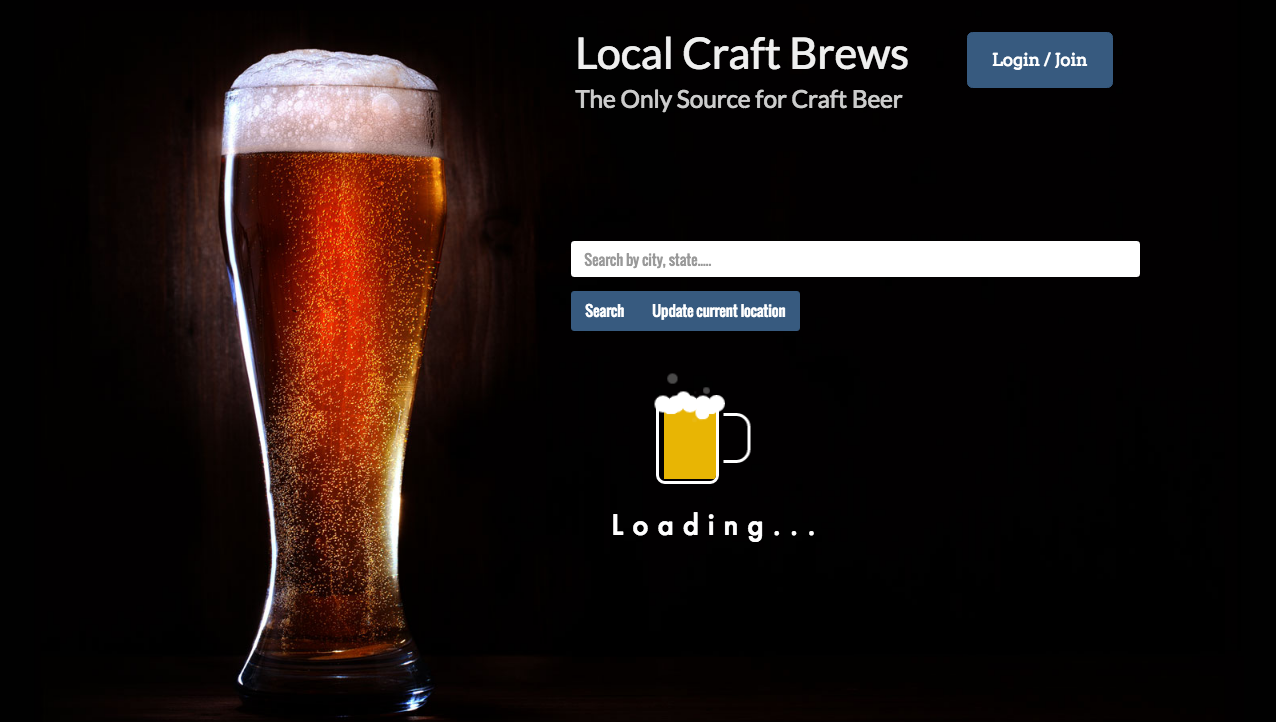 Local Craft Brews
Login / Join
The Only Source for Craft Beer
Search by city, state.....
Search Update current location
Loading...